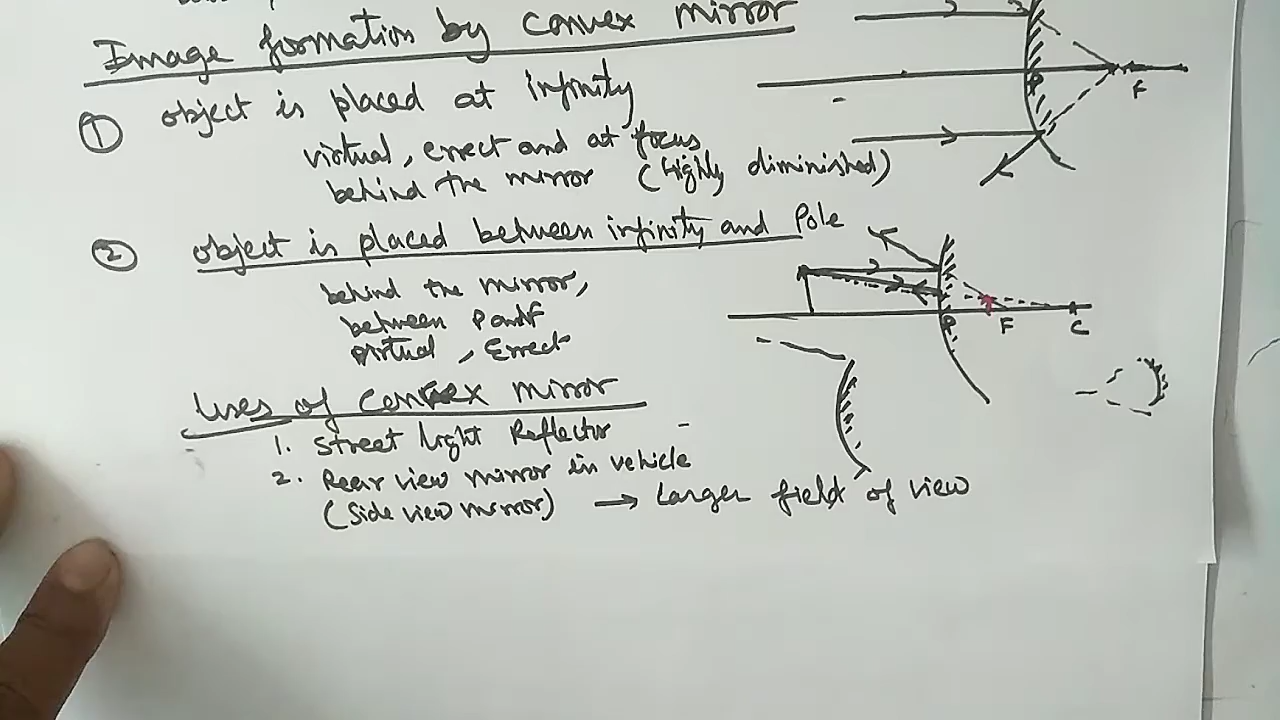 Image formation by convex mirror
① object is placed at infinity
virtual, errect and at focus
behind the mirror (Highly diminished)
② object is placed between infinity and Pole
behind the mirror,
between P and F
virtual, Errect
Uses of convex mirror
1. Street light Reflector
2. Rear view mirror in vehicle
(side view mirror) → Larger field of view
P
F
P
F
C